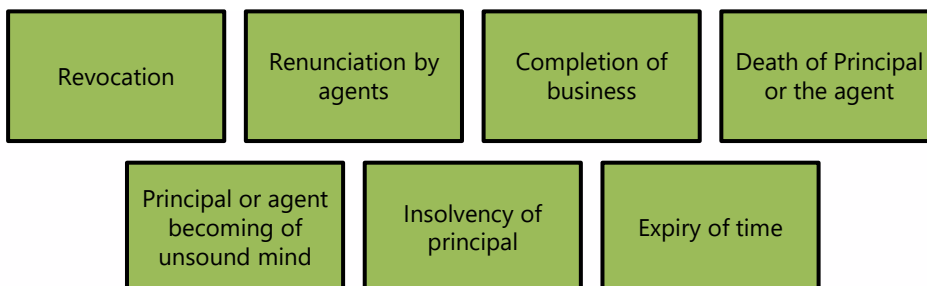 Revocation
Renunciation by
agents
Completion of
business
Death of Principal
or the agent
Principal or agent
becoming of
unsound mind
Insolvency of
principal
Expiry of time